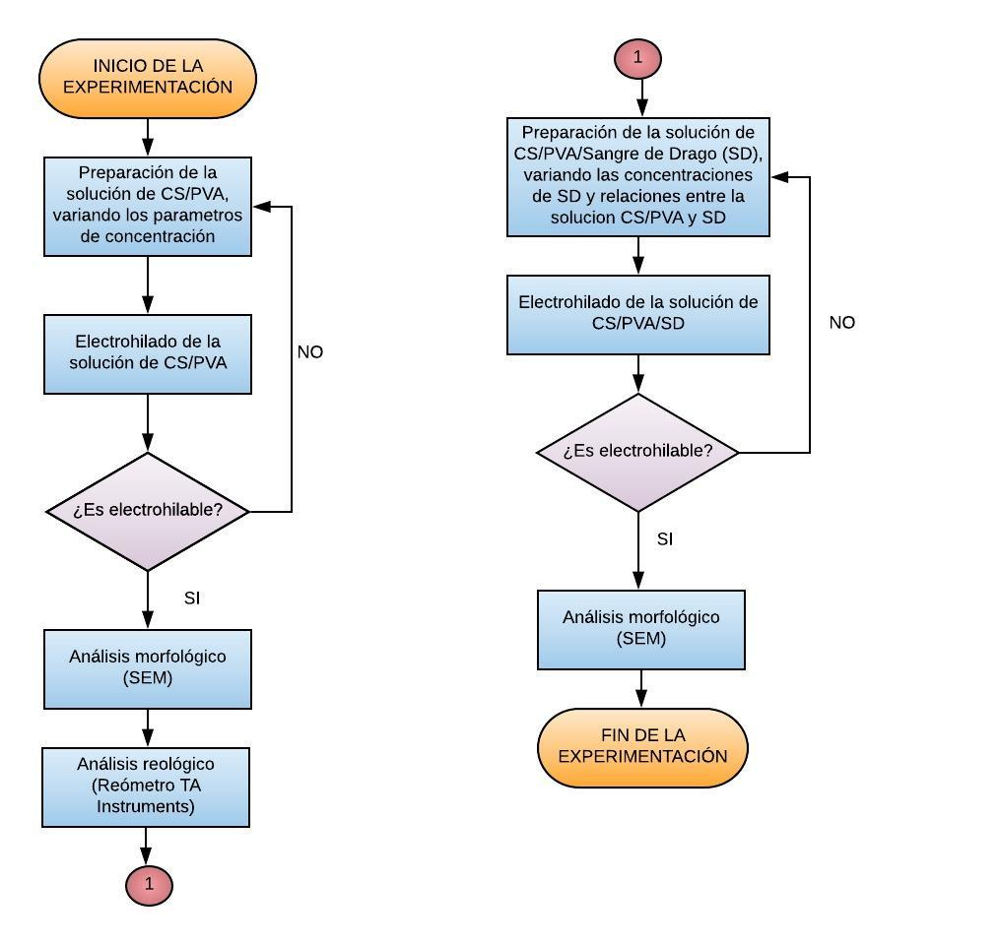 INICIO DE LA
EXPERIMENTACIÓN
Preparación de la
solución de CS/PVA,
variando los parametros
de concentración
Electrohilado de la
solución de CS/PVA
NO
¿Es electrohilable?
SI
Análisis morfológico
(SEM)
Análisis reológico
(Reómetro TA
Instruments)
1
1
Preparación de la solución de
CS/PVA/Sangre de Drago (SD),
variando las concentraciones
de SD y relaciones entre la
solucion CS/PVA y SD
Electrohilado de la solución de
CS/PVA/SD
NO
¿Es electrohilable?
SI
Análisis morfológico
(SEM)
FIN DE LA
EXPERIMENTACIÓN